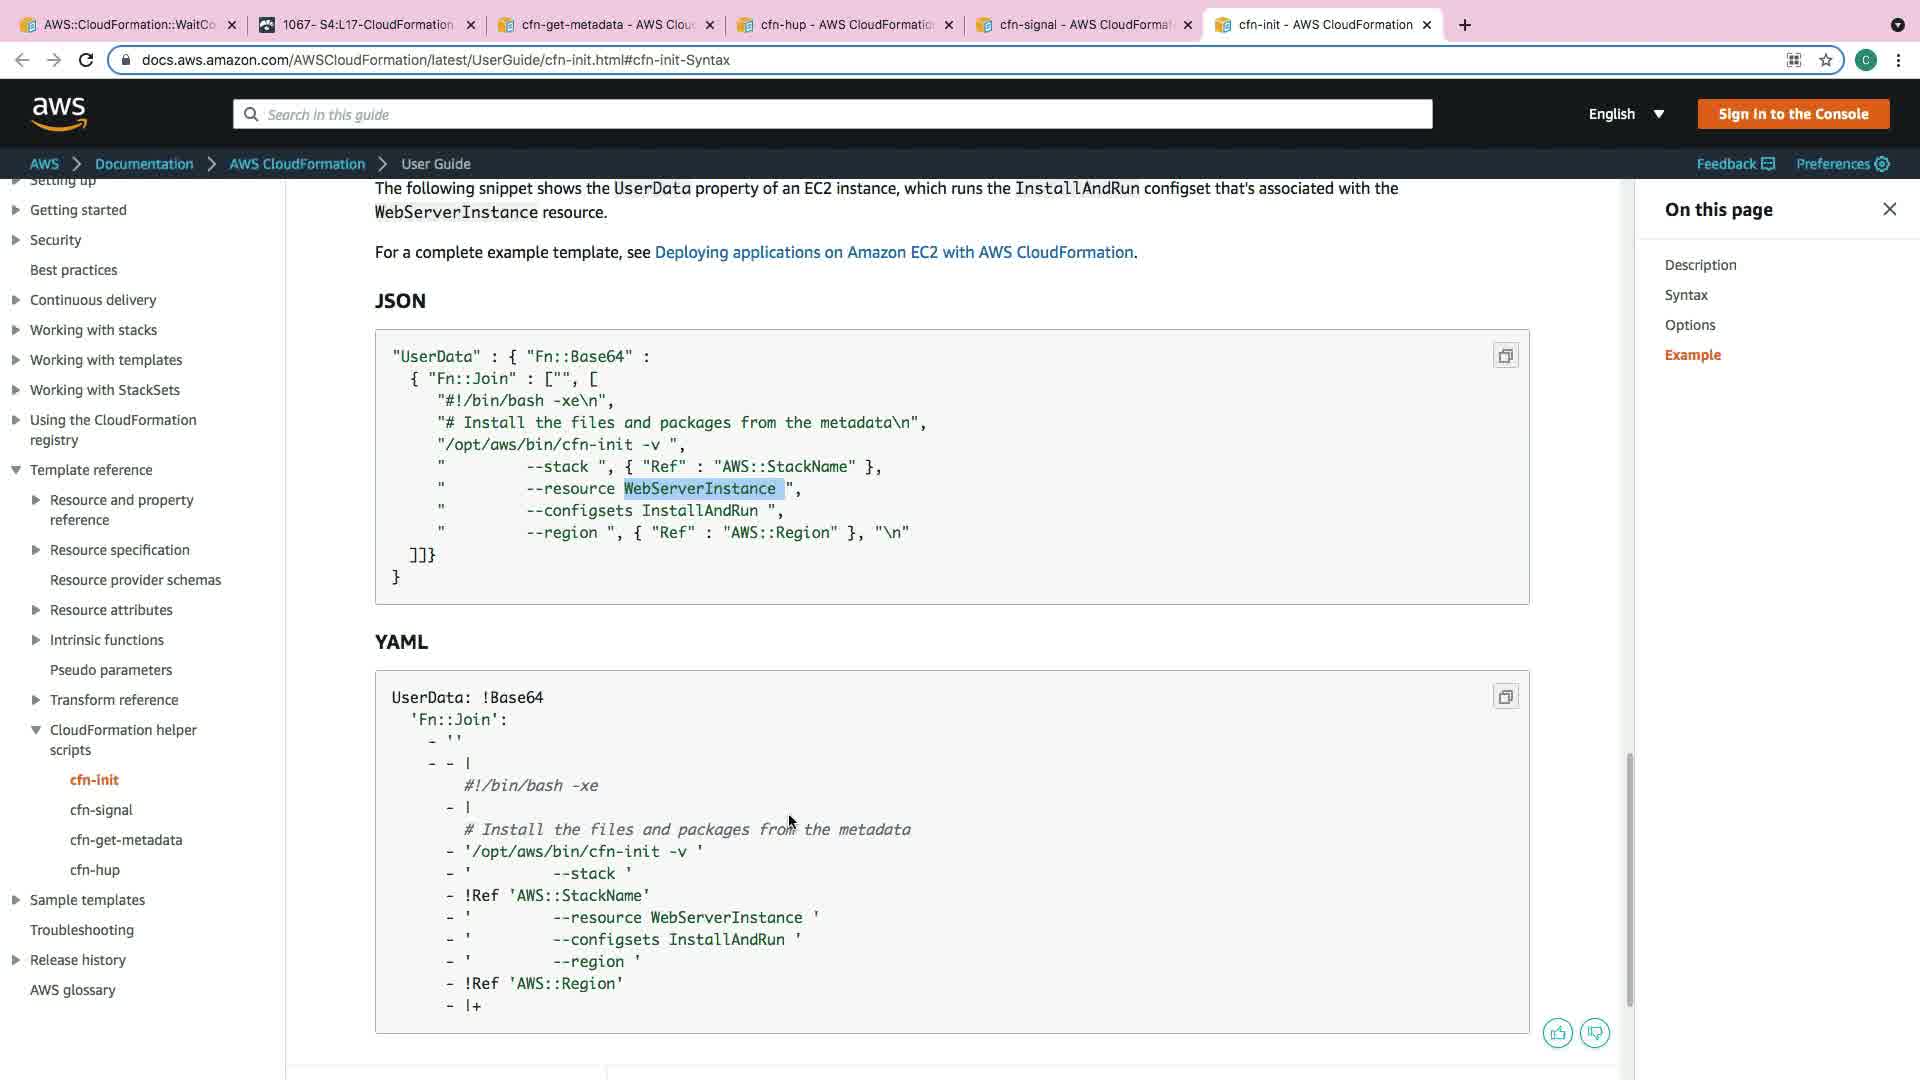 AWS::CloudFormation::WaitCo
1067- S4:L17-CloudFormation
cfn-get-metadata - AWS Clou
cfn-hup - AWS CloudFormatio
cfn-signal - AWS CloudFormat
cfn-init - AWS CloudFormation
docs.aws.amazon.com/AWSCloudFormation/latest/UserGuide/cfn-init.html#cfn-init-Syntax
C
aws
Search in this guide
English
Sign In to the Console
AWS
Documentation
AWS CloudFormation
User Guide
Feedback
Preferences
Setting up
Getting started
Security
Best practices
Continuous delivery
Working with stacks
Working with templates
Working with StackSets
Using the CloudFormation
registry
Template reference
Resource and property
reference
Resource specification
Resource provider schemas
Resource attributes
Intrinsic functions
Pseudo parameters
Transform reference
CloudFormation helper
scripts
cfn-init
cfn-signal
cfn-get-metadata
cfn-hup
Sample templates
Troubleshooting
Release history
AWS glossary
The following snippet shows the UserData property of an EC2 instance, which runs the InstallAndRun configset that's associated with the
WebServerInstance resource.
For a complete example template, see Deploying applications on Amazon EC2 with AWS CloudFormation.
JSON
"UserData" : { "Fn::Base64" :
{ "Fn::Join" : ["", [
"#!/bin/bash -xe\n",
"# Install the files and packages from the metadata\n",
"/opt/aws/bin/cfn-init -v ",
"         --stack ", { "Ref" : "AWS::StackName" },
"         --resource WebServerInstance ",
"         --configsets InstallAndRun ",
"         --region ", { "Ref" : "AWS::Region" }, "\n"
]]}
}
YAML
UserData: !Base64
'Fn::Join':
- ''
- - |
#!/bin/bash -xe
- |
# Install the files and packages from the metadata
- '/opt/aws/bin/cfn-init -v '
- '         --stack '
- !Ref 'AWS::StackName'
- '         --resource WebServerInstance '
- '         --configsets InstallAndRun '
- '         --region '
- !Ref 'AWS::Region'
- |+
On this page
Description
Syntax
Options
Example